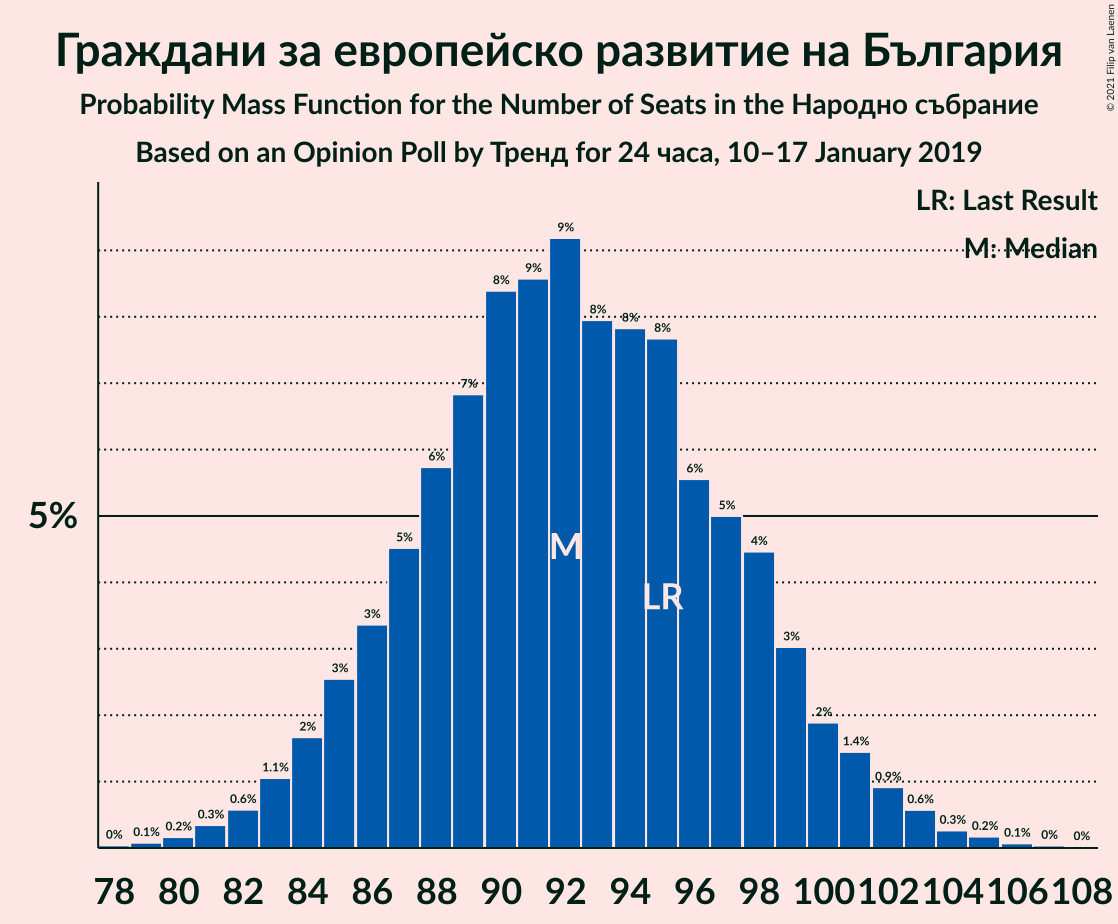 Граждани за европейско развитие на България
Probability Mass Function for the Number of Seats in the Народно събрание
Based on an Opinion Poll by Тренд for 24 часа, 10–17 January 2019
© 2021 Filip van Laenen
LR: Last Result
M: Median
5%
0% 0.1% 0.2% 0.3% 0.6% 1.1% 2% 3% 3% 5% 6% 7% 8% 9% 9% 8% 8% 8% 6% 5% 4% 3% 2% 1.4% 0.9% 0.6% 0.3% 0.2% 0.1% 0% 0%
M
LR
78 80 82 84 86 88 90 92 94 96 98 100 102 104 106 108